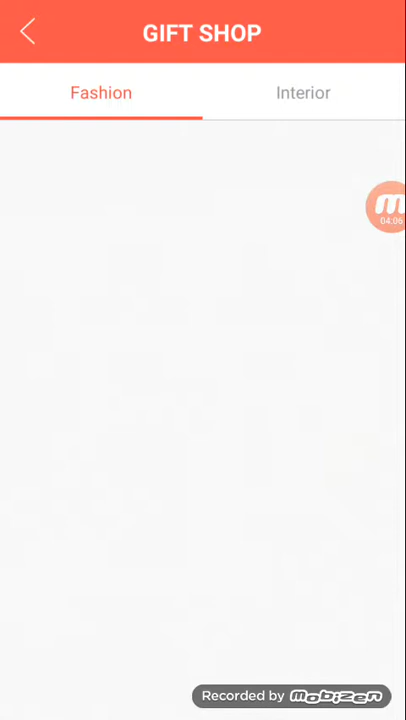 GIFT SHOP
Fashion
Interior
04:06
Recorded by Mobizen